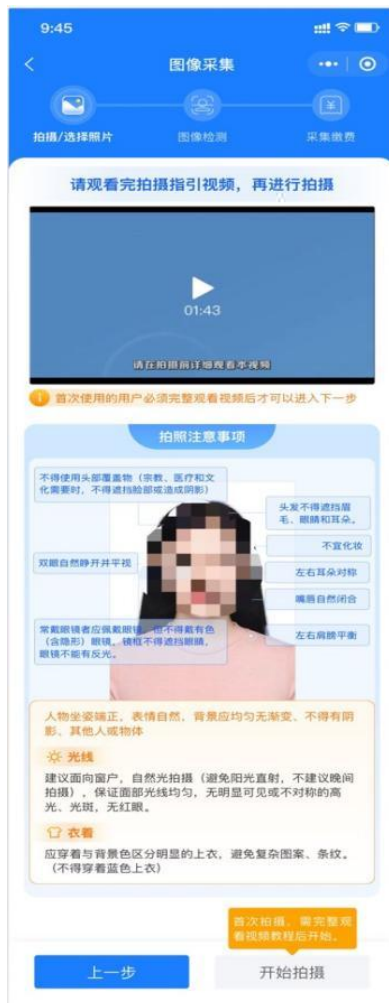 9:45
图像采集
拍摄/选择照片
图像检测
采集缴费
请观看完拍摄指引视频，再进行拍摄
01:43
请在拍摄前详细观看本视频
首次使用的用户必须完整观看视频后才可以进入下一步
拍照注意事项
不得使用头部覆盖物（宗教、医疗和文
化需要时，不得遮挡脸部或造成阴影）
头发不得遮挡眉
毛、眼睛和耳朵。
不宜化妆
双眼自然睁开并平视
左右耳朵对称
嘴唇自然闭合
常戴眼镜者应佩戴眼镜，但不得戴有色
（含隐形）眼镜，镜框不得遮挡眼睛，
眼镜不能有反光。
左右肩膀平衡
人物坐姿端正，表情自然，背景应均匀无渐变、不得有阴
影、其他人或物体
光线
建议面向窗户，自然光拍摄（避免阳光直射，不建议晚间
拍摄），保证面部光线均匀，无明显可见或不对称的高
光、光斑，无红眼。
衣着
应穿着与背景色区分明显的上衣，避免复杂图案、条纹。
（不得穿着蓝色上衣）
首次拍摄，需完整观
看视频教程后开始。
上一步
开始拍摄